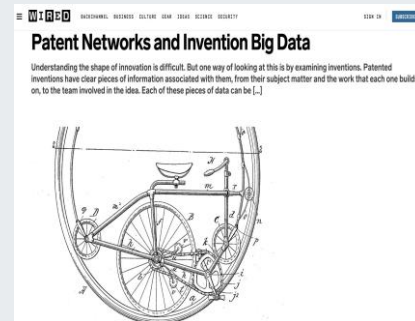 WIRED
BACKCHANNEL BUSINESS CULTURE GEAR IDEAS SCIENCE SECURITY
SIGN IN
SUBSCRIBE
Patent Networks and Invention Big Data
Understanding the shape of innovation is difficult. But one way of looking at this is by examining inventions. Patented
inventions have clear pieces of information associated with them, from their subject matter and the work that each one build
on, to the team involved in the idea. Each of these pieces of data can be [...]